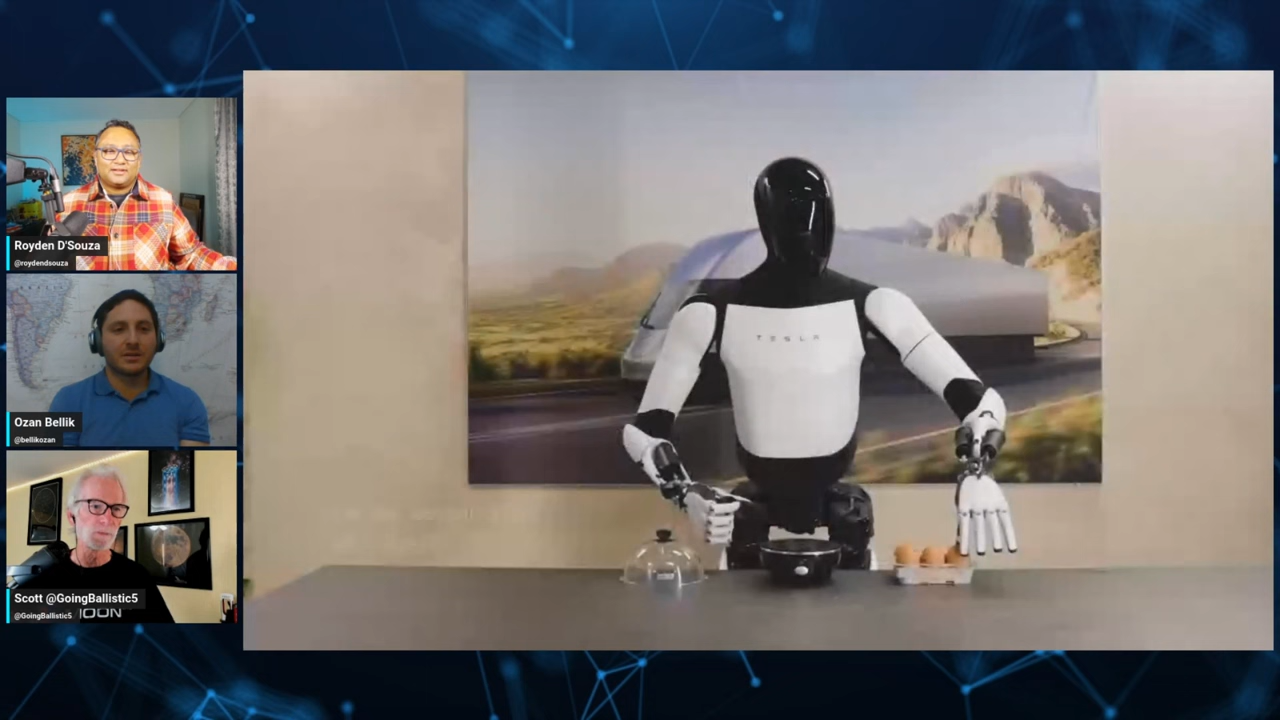 Royden D'Souza
@roydendsouza
Ozan Bellik
@bellikozan
Scott @GoingBallistic5
@GoingBallistic5
TESLA